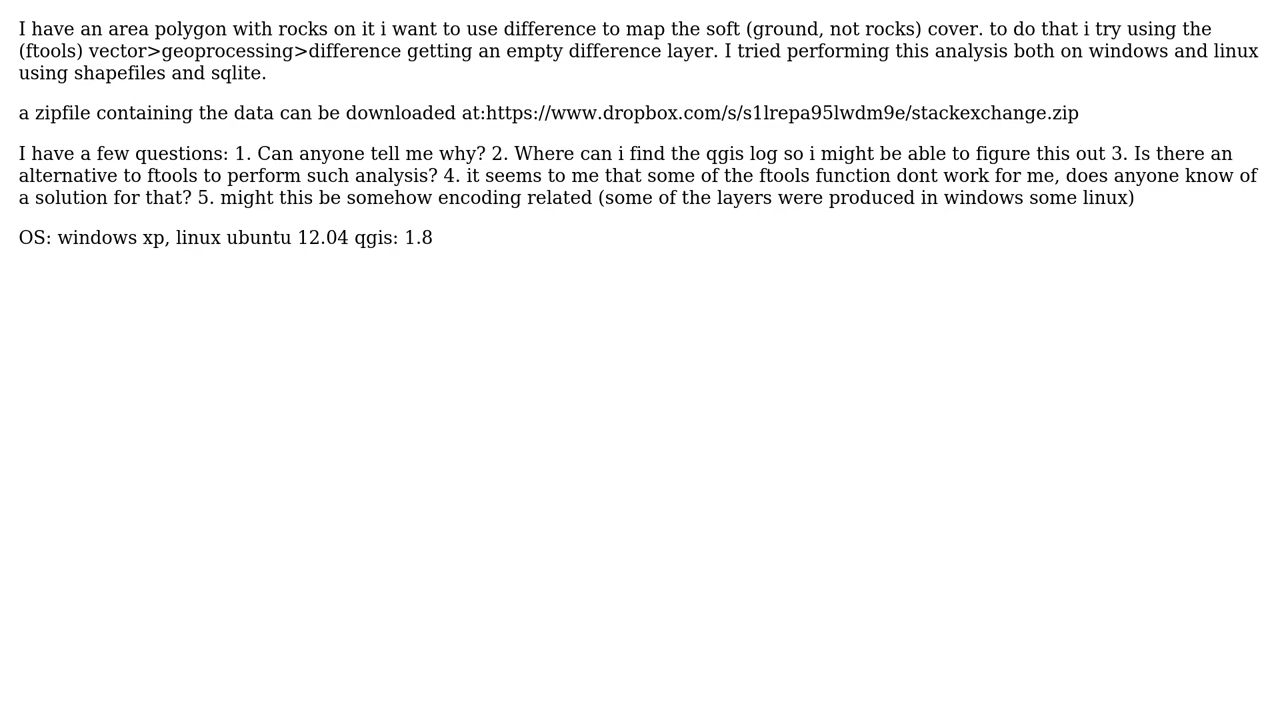 I have an area polygon with rocks on it i want to use difference to map the soft (ground, not rocks) cover. to do that i try using the
(ftools) vector>geoprocessing>difference getting an empty difference layer. I tried performing this analysis both on windows and linux
using shapefiles and sqlite.
a zipfile containing the data can be downloaded at:https://www.dropbox.com/s/s1lrepa95lwdm9e/stackexchange.zip
I have a few questions: 1. Can anyone tell me why? 2. Where can i find the qgis log so i might be able to figure this out 3. Is there an
alternative to ftools to perform such analysis? 4. it seems to me that some of the ftools function dont work for me, does anyone know of
a solution for that? 5. might this be somehow encoding related (some of the layers were produced in windows some linux)
OS: windows xp, linux ubuntu 12.04 qgis: 1.8